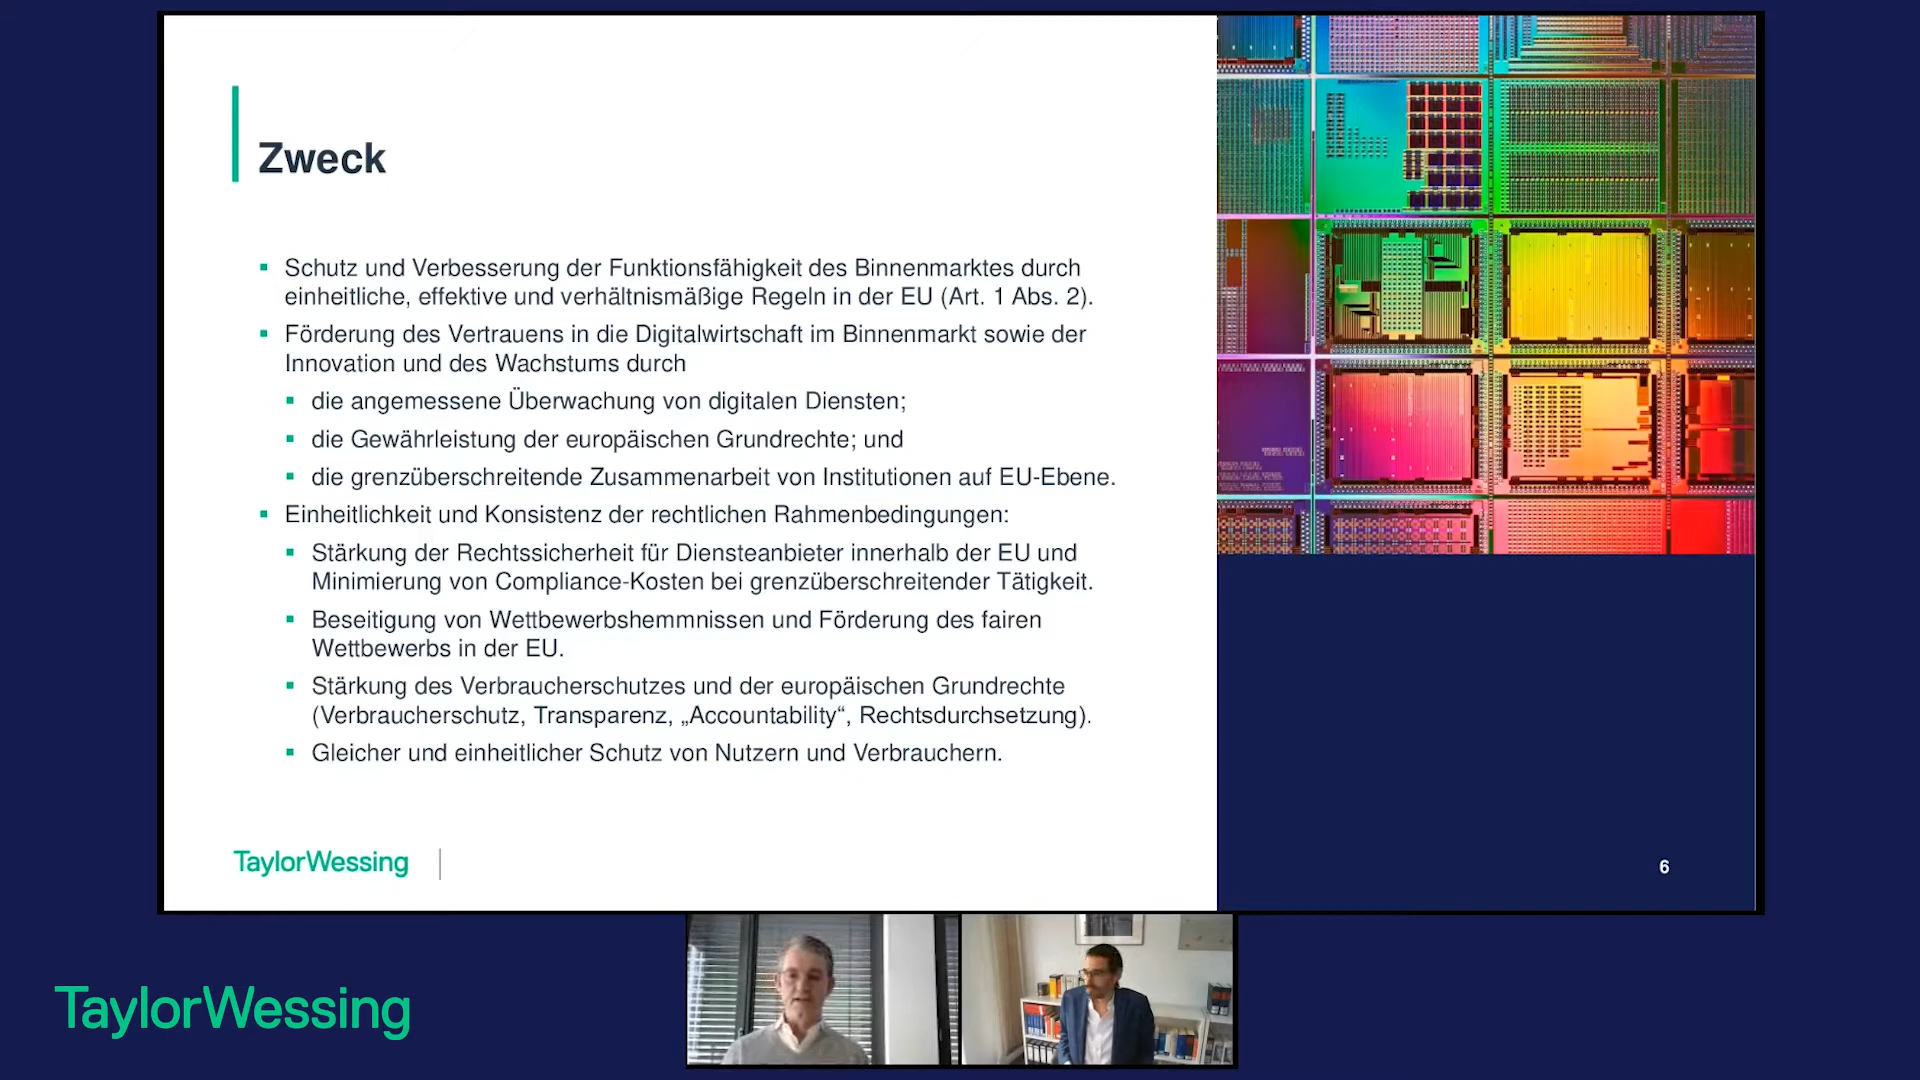 Zweck
Schutz und Verbesserung der Funktionsfähigkeit des Binnenmarktes durch
einheitliche, effektive und verhältnismäßige Regeln in der EU (Art. 1 Abs. 2).
Förderung des Vertrauens in die Digitalwirtschaft im Binnenmarkt sowie der
Innovation und des Wachstums durch
die angemessene Überwachung von digitalen Diensten;
die Gewährleistung der europäischen Grundrechte; und
die grenzüberschreitende Zusammenarbeit von Institutionen auf EU-Ebene.
Einheitlichkeit und Konsistenz der rechtlichen Rahmenbedingungen:
Stärkung der Rechtssicherheit für Diensteanbieter innerhalb der EU und
Minimierung von Compliance-Kosten bei grenzüberschreitender Tätigkeit.
Beseitigung von Wettbewerbshemmnissen und Förderung des fairen
Wettbewerbs in der EU.
Stärkung des Verbraucherschutzes und der europäischen Grundrechte
(Verbraucherschutz, Transparenz, „Accountability“, Rechtsdurchsetzung).
Gleicher und einheitlicher Schutz von Nutzern und Verbrauchern.
TaylorWessing
6
TaylorWessing